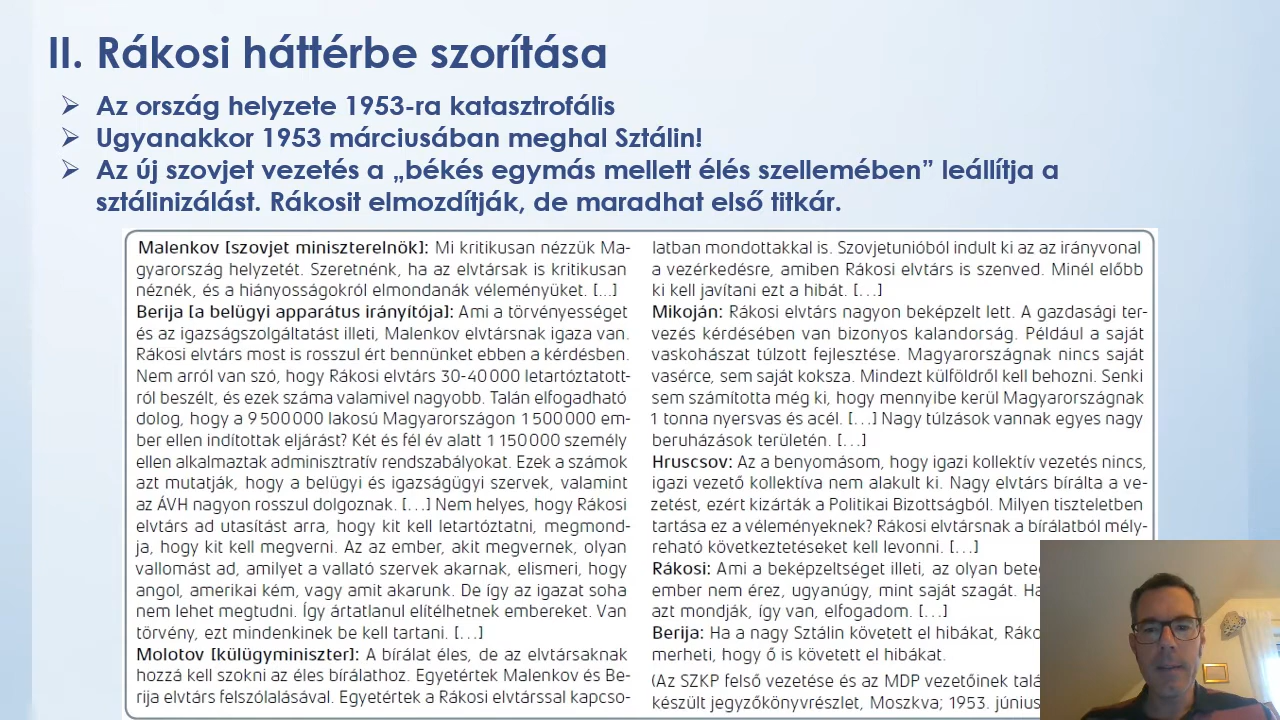 II. Rákosi háttérbe szorítása
Az ország helyzete 1953-ra katasztrofális
Ugyanakkor 1953 márciusában meghal Sztálin!
Az új szovjet vezetés a „békés egymás mellett élés szellemében” leállítja a
sztálinizálást. Rákosit elmozdítják, de maradhat első titkár.
Malenkov [szovjet miniszterelnök]: Mi kritikusan nézzük Ma-
gyarország helyzetét. Szeretnénk, ha az elvtársak is kritikusan
néznék, és a hiányosságokról elmondanák véleményüket. [...]
Berija [a belügyi apparátus irányítója]: Ami a törvényességet
és az igazságszolgáltatást illeti, Malenkov elvtársnak igaza van.
Rákosi elvtárs most is rosszul ért bennünket ebben a kérdésben.
Nem arról van szó, hogy Rákosi elvtárs 30-40 000 letartóztatott-
ról beszélt, és ezek száma valamivel nagyobb. Talán elfogadható
dolog, hogy a 9 500 000 lakosú Magyarországon 1 500 000 em-
ber ellen indítottak eljárást? Két és fél év alatt 1 150 000 személy
ellen alkalmaztak adminisztratív rendszabályokat. Ezek a számok
azt mutatják, hogy a belügyi és igazságügyi szervek, valamint
az ÁVH nagyon rosszul dolgoznak. [...] Nem helyes, hogy Rákosi
elvtárs ad utasítást arra, hogy kit kell letartóztatni, megmond-
ja, hogy kit kell megverni. Az az ember, akit megvernek, olyan
vallomást ad, amilyet a vallató szervek akarnak, elismeri, hogy
angol, amerikai kém, vagy amit akarunk. De így az igazat soha
nem lehet megtudni. Így ártatlanul elítélhetnek embereket. Van
törvény, ezt mindenkinek be kell tartani. [...]
Molotov [külügyminiszter]: A bírálat éles, de az elvtársaknak
hozzá kell szokni az éles bírálathoz. Egyetértek Malenkov és Be-
rija elvtárs felszólalásával. Egyetértek a Rákosi elvtárssal kapcso-
latban mondottakkal is. Szovjetunióból indult ki az az irányvonal
a vezérkedésre, amiben Rákosi elvtárs is szenved. Minél előbb
ki kell javítani ezt a hibát. [...]
Mikoján: Rákosi elvtárs nagyon beképzelt lett. A gazdasági ter-
vezés kérdésében van bizonyos kalandorság. Például a saját
vaskohászat túlzott fejlesztése. Magyarországnak nincs saját
vasérce, sem saját koksza. Mindezt külföldről kell behozni. Senki
sem számította még ki, hogy mennyibe kerül Magyarországnak
1 tonna nyersvas és acél. [...] Nagy túlzások vannak egyes nagy
beruházások területén. [...]
Hruscsov: Az a benyomásom, hogy igazi kollektív vezetés nincs,
igazi vezető kollektíva nem alakult ki. Nagy elvtárs bírálta a ve-
zetést, ezért kizárták a Politikai Bizottságból. Milyen tiszteletben
tartása ez a véleményeknek? Rákosi elvtársnak a bírálatból mély-
reható következtetéseket kell levonni. [...]
Rákosi: Ami a beképzeltséget illeti, az olyan
ember nem érez, ugyanúgy, mint saját szagát.
azt mondják, így van, elfogadom. [...]
Berija: Ha a nagy Sztálin követett el hibákat,
merheti, hogy ő is követett el hibákat.
(Az SZKP felső vezetése és az MDP vezetőinek
készült jegyzőkönyvrészlet, Moszkva; 1953. június